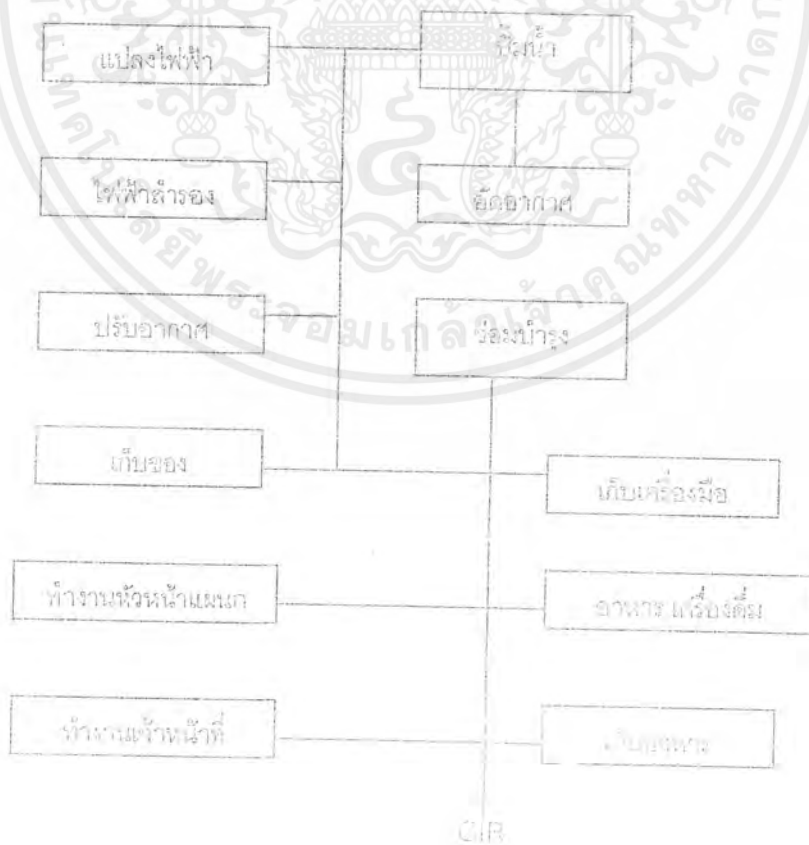 แปลงไฟฟ้า
ปั๊มน้ำ
ไฟฟ้าสำรอง
อัดอากาศ
ปรับอากาศ
ซ่อมบำรุง
เก็บของ
เก็บเครื่องมือ
ทำงานหัวหน้าแผนก
อาหาร เครื่องดื่ม
ทำงานเจ้าหน้าที่
CIR